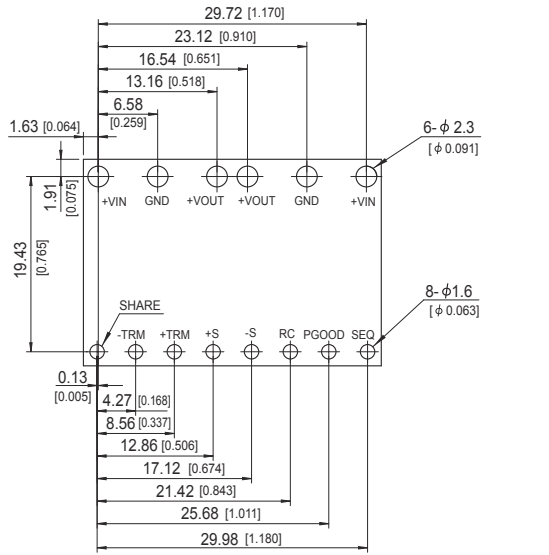 29.72 [1.170]
23.12 [0.910]
16.54 [0.651]
13.16 [0.518]
6.58
[0.259]
1.63 [0.064]
6-ϕ 2.3
[ϕ 0.091]
1.91
[0.075]
+VIN GND +VOUT +VOUT GND +VIN
19.43
[0.765]
8-ϕ1.6
[ϕ 0.063]
SHARE
-TRM +TRM +S -S RC PGOOD SEQ
0.13
[0.005]
4.27 [0.168]
8.56 [0.337]
12.86 [0.506]
17.12 [0.674]
21.42 [0.843]
25.68 [1.011]
29.98 [1.180]